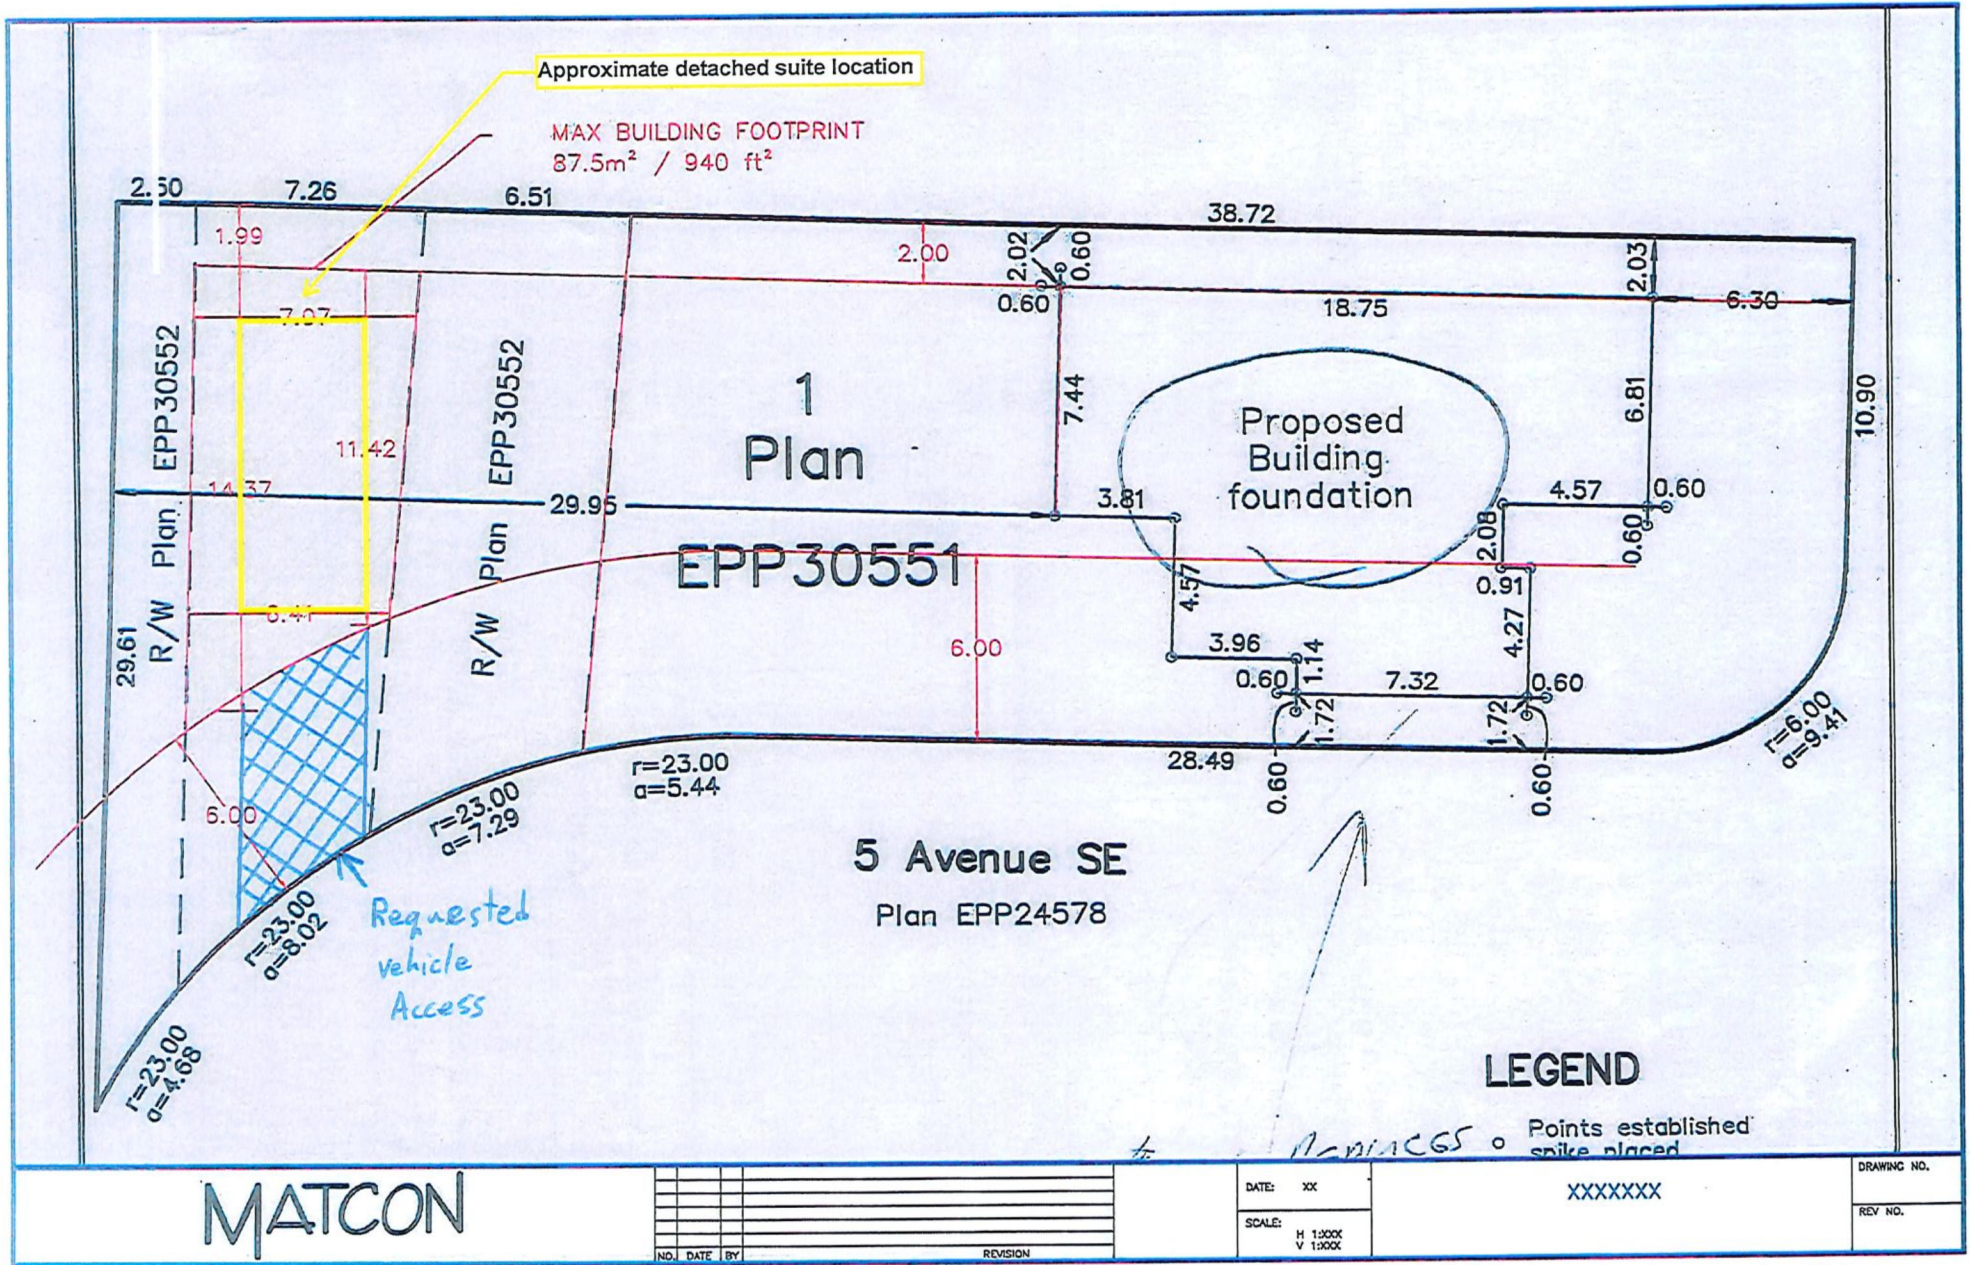 Approximate detached suite location
MAX BUILDING FOOTPRINT
87.5m² / 940 ft²
2.50
7.26
6.51
38.72
1.99
2.00
2.02
0.60
0.60
2.03
18.75
6.30
7.07
R/W Plan EPP30552
R/W Plan EPP30552
1
Plan
EPP30551
7.44
Proposed
Building
foundation
6.81
10.90
11.42
14.37
29.95
3.81
4.57
0.60
0.60
2.08
0.91
4.57
4.27
29.61
6.00
3.96
1.14
0.60
7.32
0.60
1.72
1.72
28.49
0.60
0.60
r=6.00
a=9.41
r=23.00
a=5.44
r=23.00
a=7.29
6.00
r=23.00
a=8.02
r=23.00
a=4.68
5 Avenue SE
Plan EPP24578
Requested
vehicle
Access
LEGEND
Points established
spike placed
MATCON
NO. DATE BY REVISION
DATE: XX
SCALE:
H 1:XXX
V 1:XXX
XXXXXXX
DRAWING NO.
REV NO.